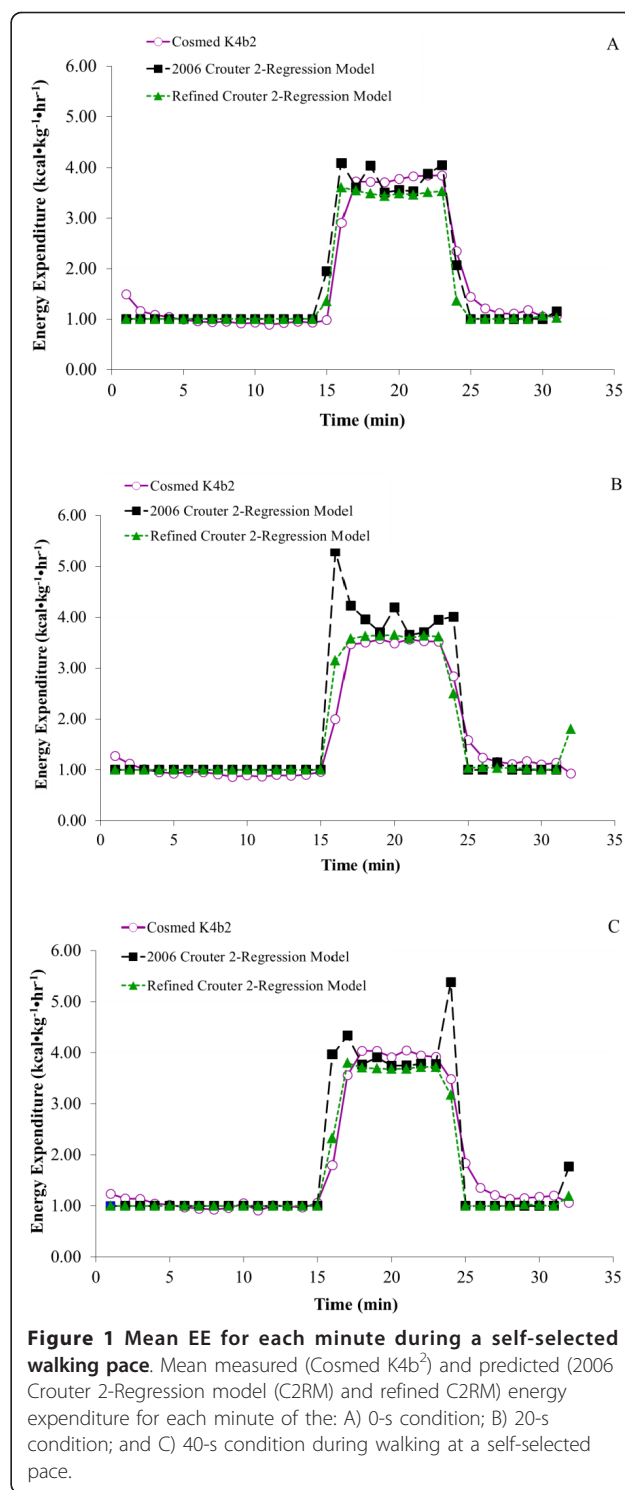 A
Cosmed K4b2
2006 Crouter 2-Regression Model
Refined Crouter 2-Regression Model
Energy Expenditure (kcal•kg⁻¹•hr⁻¹)
6.00
5.00
4.00
3.00
2.00
1.00
0.00
0 5 10 15 20 25 30 35
Time (min)
B
Cosmed K4b2
2006 Crouter 2-Regression Model
Refined Crouter 2-Regression Model
Energy Expenditure (kcal•kg⁻¹•hr⁻¹)
6.00
5.00
4.00
3.00
2.00
1.00
0.00
0 5 10 15 20 25 30 35
Time (min)
C
Cosmed K4b2
2006 Crouter 2-Regression Model
Refined Crouter 2-Regression Model
Energy Expenditure (kcal•kg⁻¹•hr⁻¹)
6.00
5.00
4.00
3.00
2.00
1.00
0.00
0 5 10 15 20 25 30 35
Time (min)
Figure 1 Mean EE for each minute during a self-selected
walking pace. Mean measured (Cosmed K4b²) and predicted (2006
Crouter 2-Regression model (C2RM) and refined C2RM) energy
expenditure for each minute of the: A) 0-s condition; B) 20-s
condition; and C) 40-s condition during walking at a self-selected
pace.